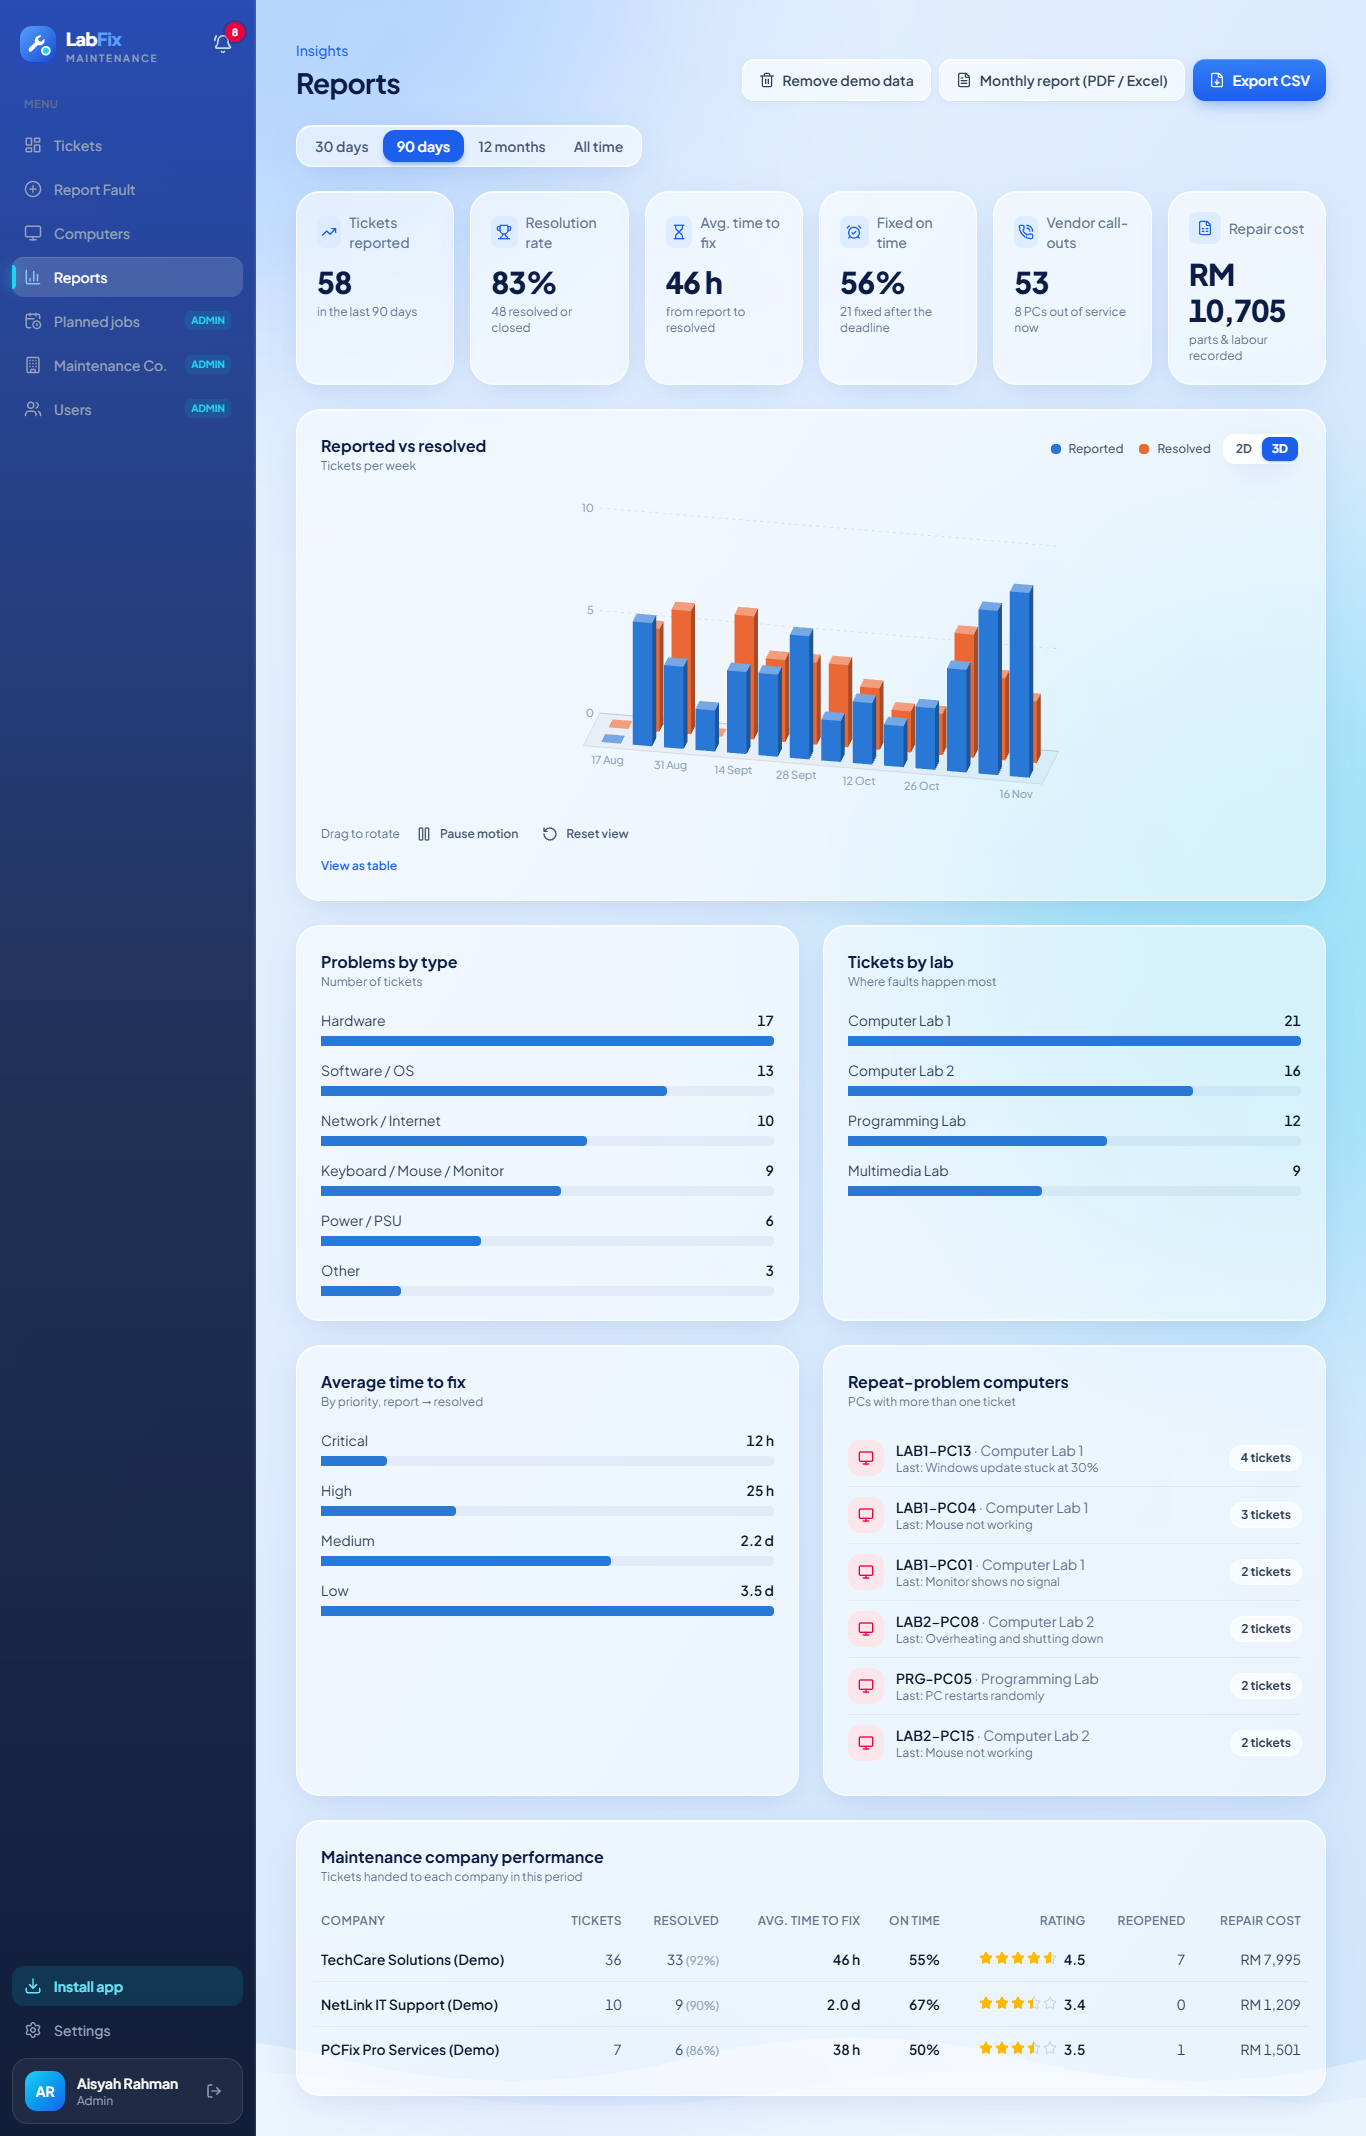 LabFix
MAINTENANCE
8
MENU
Tickets
Report Fault
Computers
Reports
Planned jobs ADMIN
Maintenance Co. ADMIN
Users ADMIN
Install app
Settings
AR
Aisyah Rahman
Admin
Insights
Reports
Remove demo data
Monthly report (PDF / Excel)
Export CSV
30 days 90 days 12 months All time
Tickets
reported
58
in the last 90 days
Resolution
rate
83%
48 resolved or
closed
Avg. time to
fix
46 h
from report to
resolved
Fixed on
time
56%
21 fixed after the
deadline
Vendor call-
outs
53
8 PCs out of service
now
Repair cost
RM
10,705
parts & labour
recorded
Reported vs resolved
Tickets per week
Reported Resolved 2D 3D
10
5
0
17 Aug 31 Aug 14 Sept 28 Sept 12 Oct 26 Oct 16 Nov
Drag to rotate Pause motion Reset view
View as table
Problems by type
Number of tickets
Hardware 17
Software / OS 13
Network / Internet 10
Keyboard / Mouse / Monitor 9
Power / PSU 6
Other 3
Tickets by lab
Where faults happen most
Computer Lab 1 21
Computer Lab 2 16
Programming Lab 12
Multimedia Lab 9
Average time to fix
By priority, report → resolved
Critical 12 h
High 25 h
Medium 2.2 d
Low 3.5 d
Repeat-problem computers
PCs with more than one ticket
LAB1-PC13 · Computer Lab 1
Last: Windows update stuck at 30%
4 tickets
LAB1-PC04 · Computer Lab 1
Last: Mouse not working
3 tickets
LAB1-PC01 · Computer Lab 1
Last: Monitor shows no signal
2 tickets
LAB2-PC08 · Computer Lab 2
Last: Overheating and shutting down
2 tickets
PRG-PC05 · Programming Lab
Last: PC restarts randomly
2 tickets
LAB2-PC15 · Computer Lab 2
Last: Mouse not working
2 tickets
Maintenance company performance
Tickets handed to each company in this period
COMPANY TICKETS RESOLVED AVG. TIME TO FIX ON TIME RATING REOPENED REPAIR COST
TechCare Solutions (Demo) 36 33 (92%) 46 h 55% 4.5 7 RM 7,995
NetLink IT Support (Demo) 10 9 (90%) 2.0 d 67% 3.4 0 RM 1,209
PCFix Pro Services (Demo) 7 6 (86%) 38 h 50% 3.5 1 RM 1,501